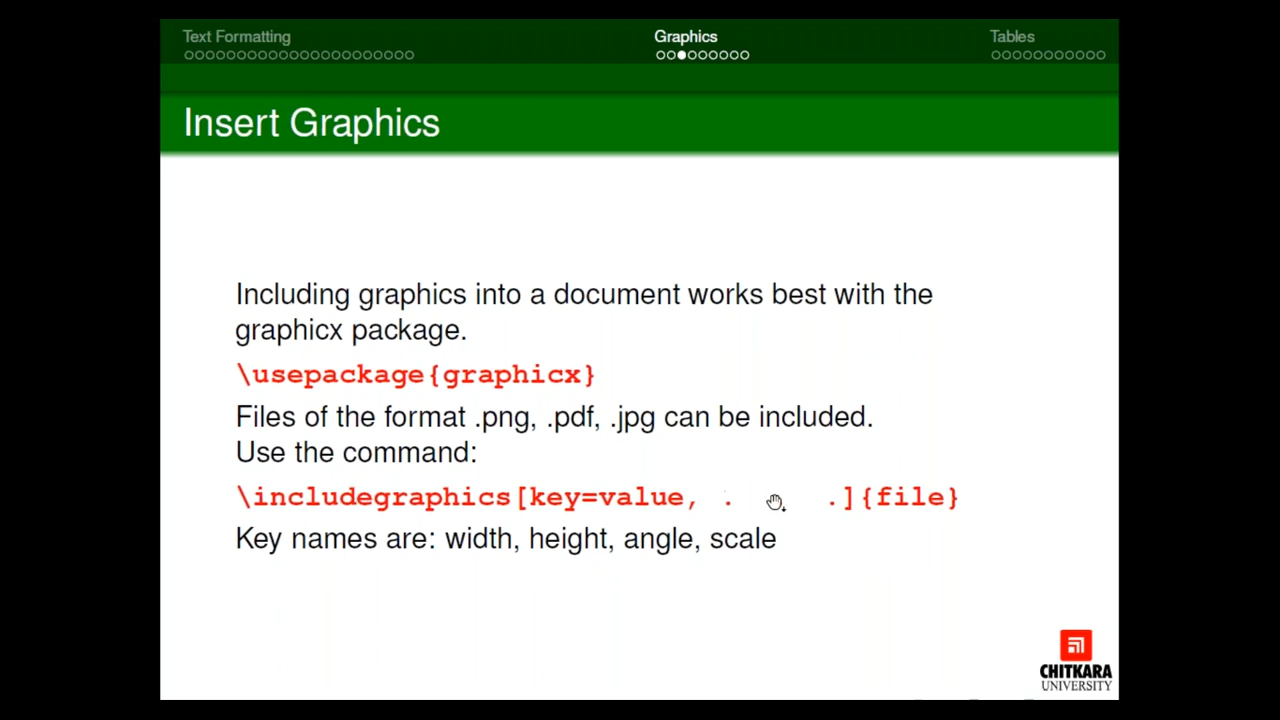 Text Formatting
Graphics
Tables
Insert Graphics
Including graphics into a document works best with the
graphicx package.
\usepackage{graphicx}
Files of the format .png, .pdf, .jpg can be included.
Use the command:
\includegraphics[key=value, . .]{file}
Key names are: width, height, angle, scale
CHITKARA
UNIVERSITY